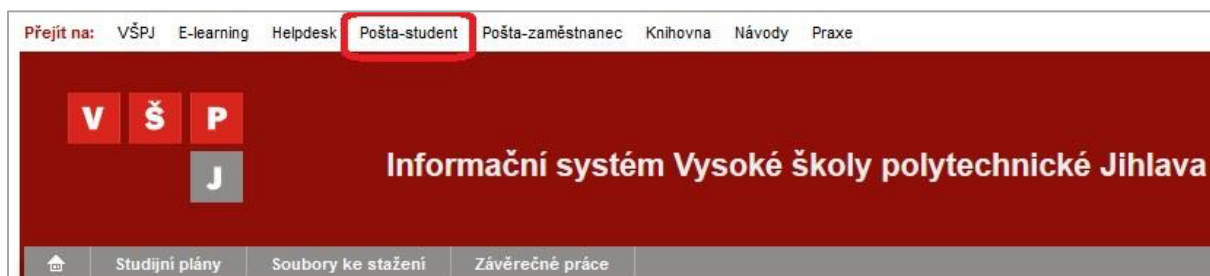 Přejít na: VŠPJ E-learning Helpdesk Pošta-student Pošta-zaměstnanec Knihovna Návody Praxe
V Š P
J
Informační systém Vysoké školy polytechnické Jihlava
Studijní plány Soubory ke stažení Závěrečné práce